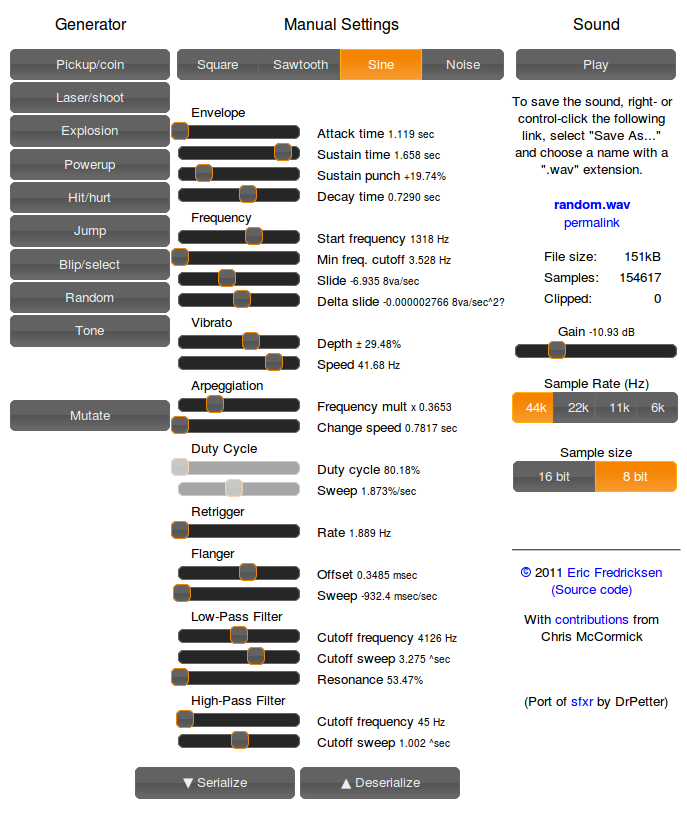 Generator
Pickup/coin
Laser/shoot
Explosion
Powerup
Hit/hurt
Jump
Blip/select
Random
Tone
Mutate
Manual Settings
Square Sawtooth Sine Noise
Envelope
Attack time 1.119 sec
Sustain time 1.658 sec
Sustain punch +19.74%
Decay time 0.7290 sec
Frequency
Start frequency 1318 Hz
Min freq. cutoff 3.528 Hz
Slide -6.935 8va/sec
Delta slide -0.000002766 8va/sec^2?
Vibrato
Depth ± 29.48%
Speed 41.68 Hz
Arpeggiation
Frequency mult x 0.3653
Change speed 0.7817 sec
Duty Cycle
Duty cycle 80.18%
Sweep 1.873%/sec
Retrigger
Rate 1.889 Hz
Flanger
Offset 0.3485 msec
Sweep -932.4 msec/sec
Low-Pass Filter
Cutoff frequency 4126 Hz
Cutoff sweep 3.275 ^sec
Resonance 53.47%
High-Pass Filter
Cutoff frequency 45 Hz
Cutoff sweep 1.002 ^sec
▼ Serialize ▲ Deserialize
Sound
Play
To save the sound, right- or
control-click the following
link, select "Save As..."
and choose a name with a
".wav" extension.
random.wav
permalink
File size: 151kB
Samples: 154617
Clipped: 0
Gain -10.93 dB
Sample Rate (Hz)
44k 22k 11k 6k
Sample size
16 bit 8 bit
© 2011 Eric Fredricksen
(Source code)
With contributions from
Chris McCormick
(Port of sfxr by DrPetter)